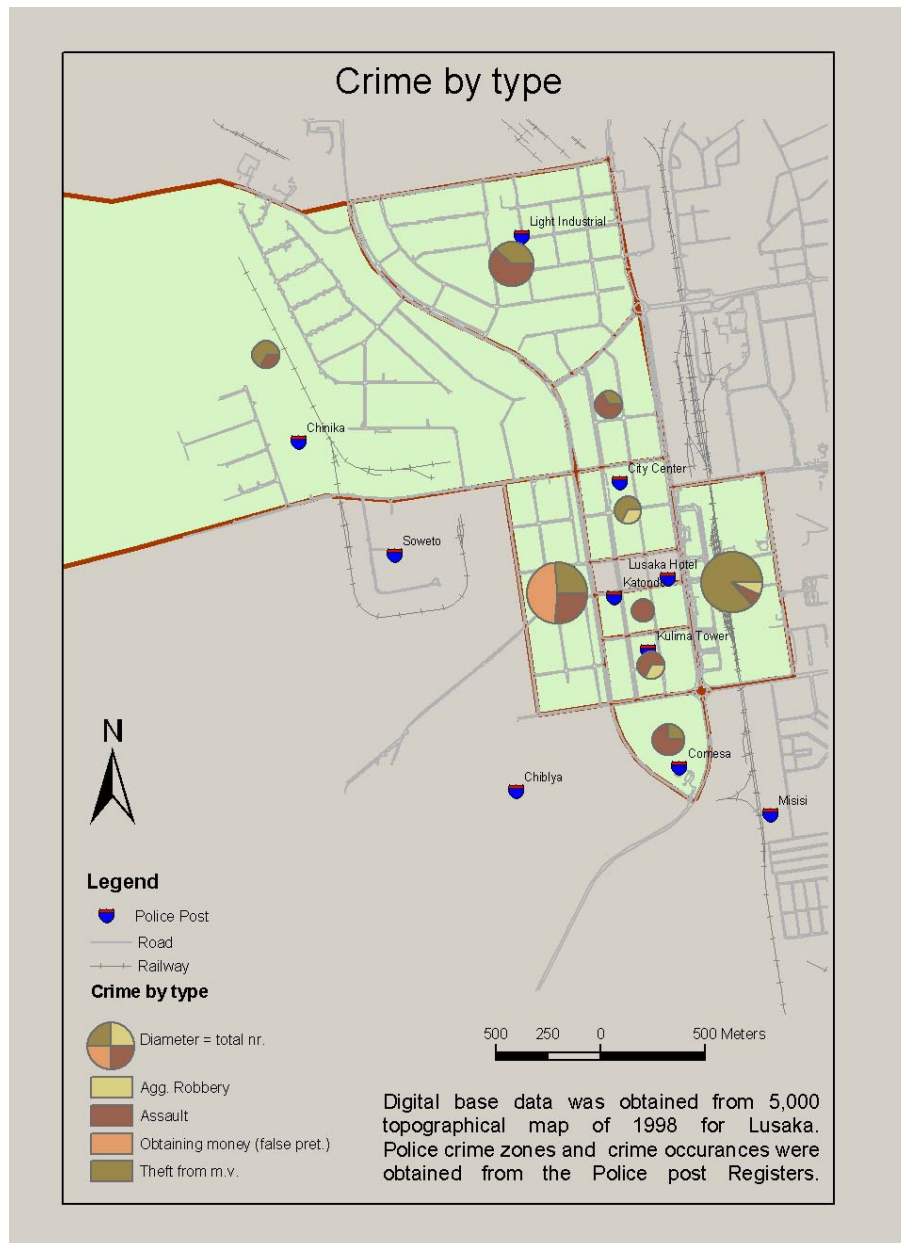 Crime by type
Light Industrial
Chinika
City Center
Soweto
Lusaka Hotel
Katondo
Kulima Tower
Comesa
Chiblya
Misisi
N
Legend
Police Post
Road
Railway
Crime by type
Diameter = total nr.
Agg. Robbery
Assault
Obtaining money (false pret.)
Theft from m.v.
500 250 0 500 Meters
Digital base data was obtained from 5,000
topographical map of 1998 for Lusaka.
Police crime zones and crime occurances were
obtained from the Police post Registers.